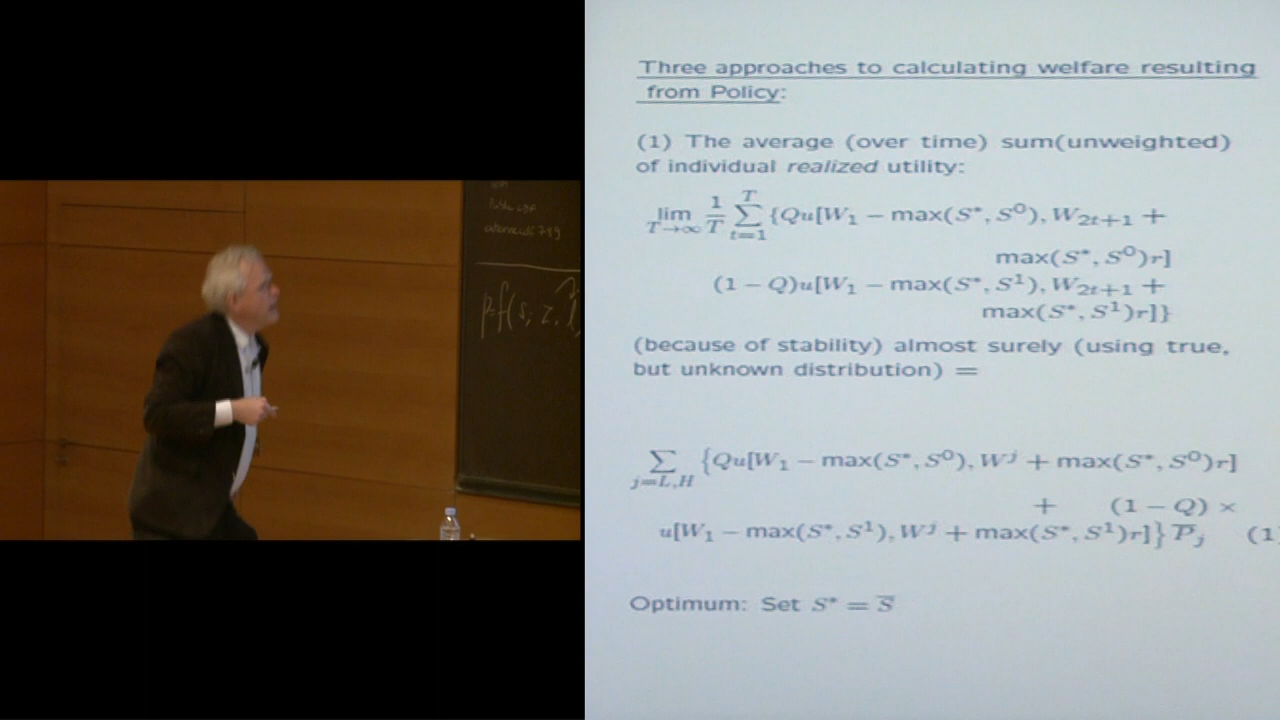 p=f(s; z,
Three approaches to calculating welfare resulting
from Policy:
(1) The average (over time) sum(unweighted)
of individual realized utility:
lim T→∞ 1/T ∑ t=1 T {Qu[W₁ − max(S*, S⁰), W₂ₜ₊₁ +
max(S*, S⁰)r]
(1 − Q)u[W₁ − max(S*, S¹), W₂ₜ₊₁ +
max(S*, S¹)r]}
(because of stability) almost surely (using true,
but unknown distribution) =
∑ j=L,H {Qu[W₁ − max(S*, S⁰), Wʲ + max(S*, S⁰)r]
+ (1 − Q) ×
u[W₁ − max(S*, S¹), Wʲ + max(S*, S¹)r]} P̅ⱼ (1
Optimum: Set S* = S̅